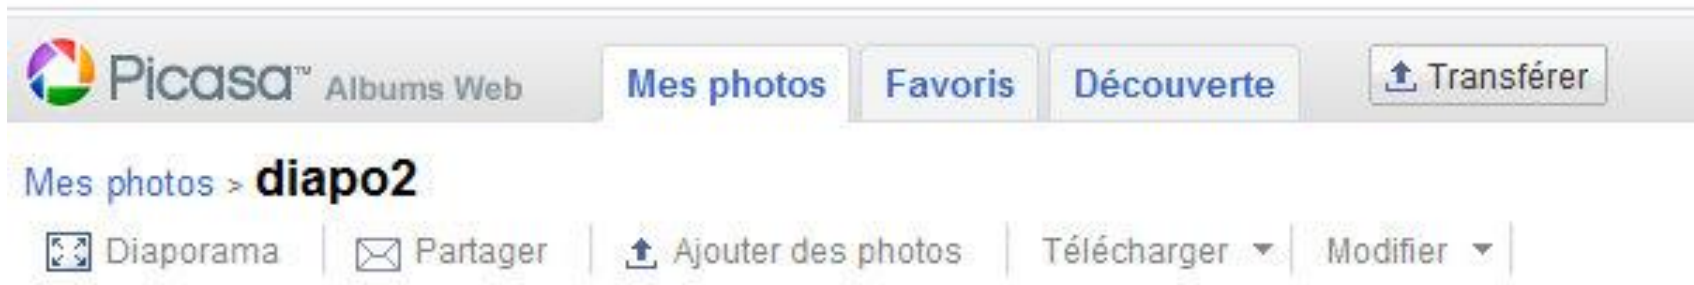 Picasa™ Albums Web Mes photos Favoris Découverte Transférer
Mes photos > diapo2
Diaporama Partager Ajouter des photos Télécharger Modifier